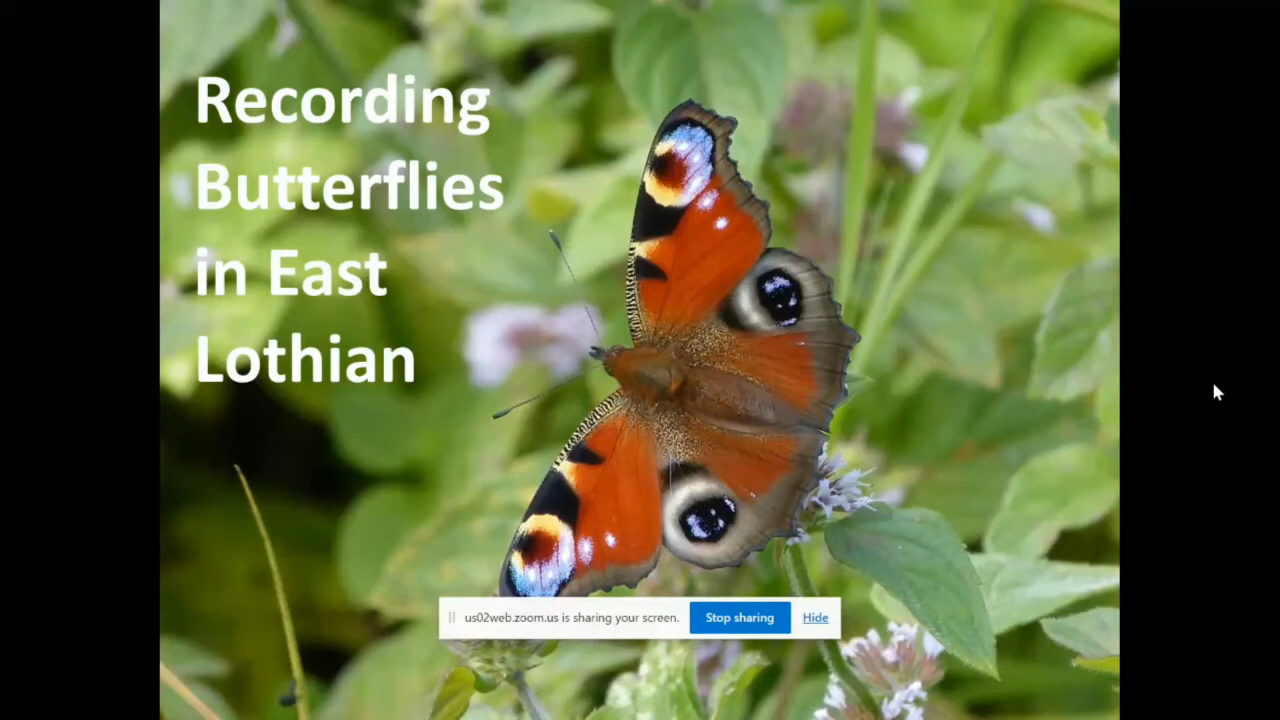 Recording
Butterflies
in East
Lothian
us02web.zoom.us is sharing your screen.
Stop sharing
Hide